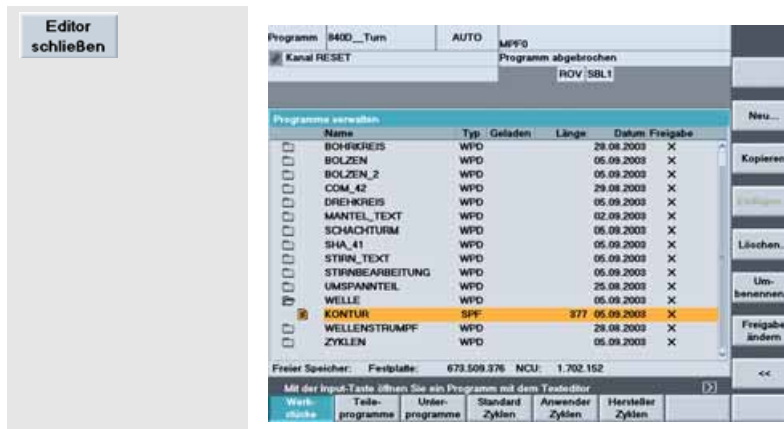 Editor
schließen
Programm 840D__Turn AUTO MPF0
Kanal RESET Programm abgebrochen
ROV SBL1
Programme verwalten
Name Typ Geladen Länge Datum Freigabe
BOHRKREIS WPD 29.08.2003 X
BOLZEN WPD 05.09.2003 X
BOLZEN_2 WPD 05.09.2003 X
COM_42 WPD 29.08.2003 X
DREHKREIS WPD 05.09.2003 X
MANTEL_TEXT WPD 02.09.2003 X
SCHACHTURM WPD 05.09.2003 X
SHA_41 WPD 05.09.2003 X
STIRN_TEXT WPD 05.09.2003 X
STIRNBEARBEITUNG WPD 05.09.2003 X
UMSPANNTEIL WPD 25.08.2003 X
WELLE WPD 05.09.2003 X
KONTUR SPF 377 05.09.2003 X
WELLENSTRUMPF WPD 28.08.2003 X
ZYKLEN WPD 05.09.2003 X
Freier Speicher: Festplatte: 673.509.376 NCU: 1.702.152
Mit der Input-Taste öffnen Sie ein Programm mit dem Texteditor
Werk-
stücke
Teile-
programme
Unter-
programme
Standard
Zyklen
Anwender
Zyklen
Hersteller
Zyklen
Neu...
Kopieren
Einfügen
Löschen..
Um-
benennen
Freigabe
ändern
<<